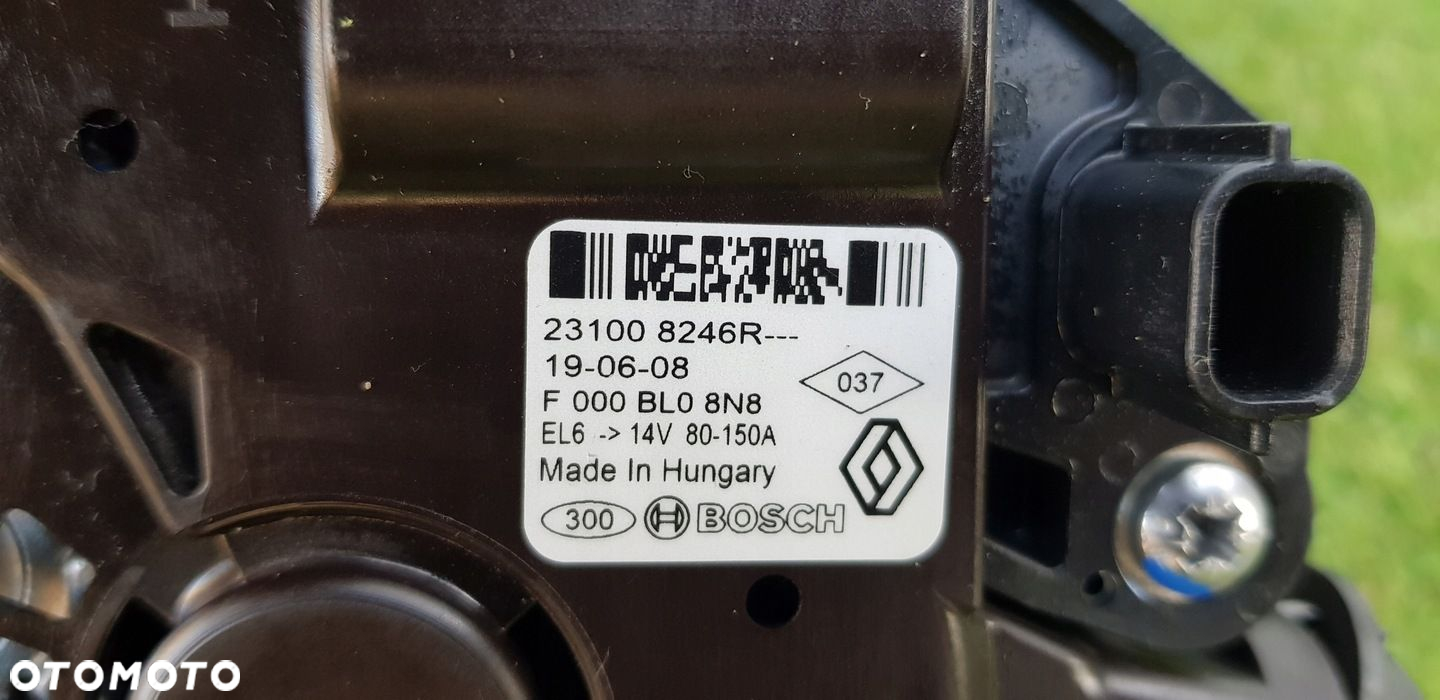 23100 8246R---
19-06-08
037
F 000 BL0 8N8
EL6 -> 14V 80-150A
Made In Hungary
300 BOSCH
OTOMOTO